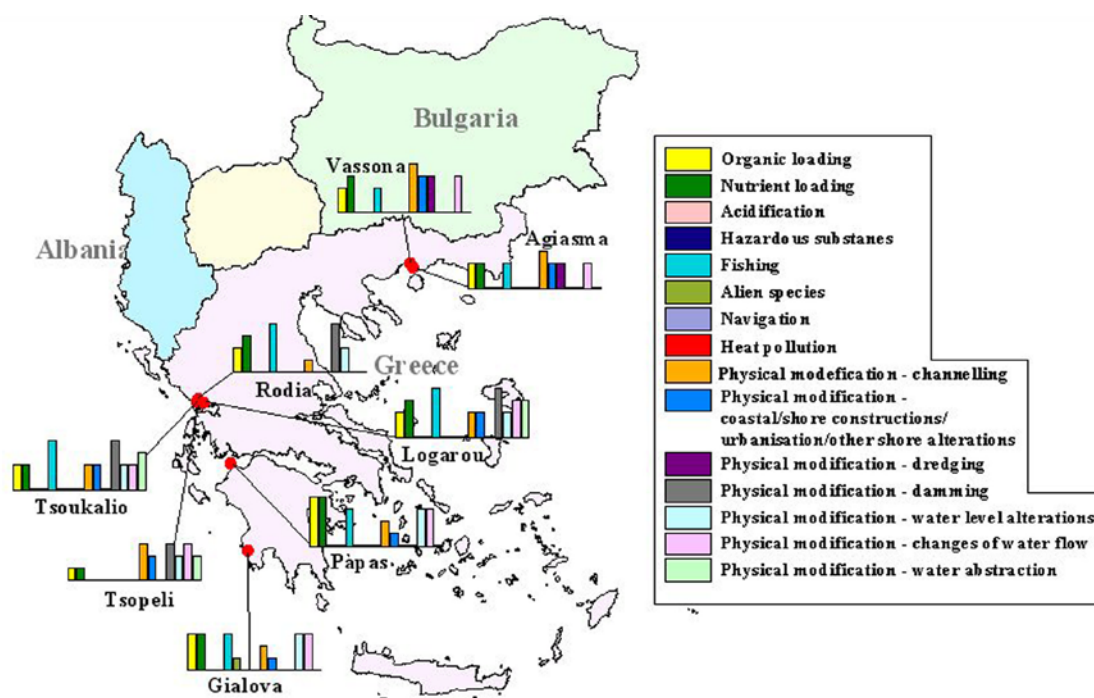 Bulgaria
Vassona
Albania
Agiasma
Greece
Rodia
Logarou
Tsoukalio
Papas
Tsopeli
Gialova
Organic loading
Nutrient loading
Acidification
Hazardous substanes
Fishing
Alien species
Navigation
Heat pollution
Physical modefication - channelling
Physical modification -
coastal/shore constructions/
urbanisation/other shore alterations
Physical modification - dredging
Physical modification - damming
Physical modification - water level alterations
Physical modification - changes of water flow
Physical modification - water abstraction